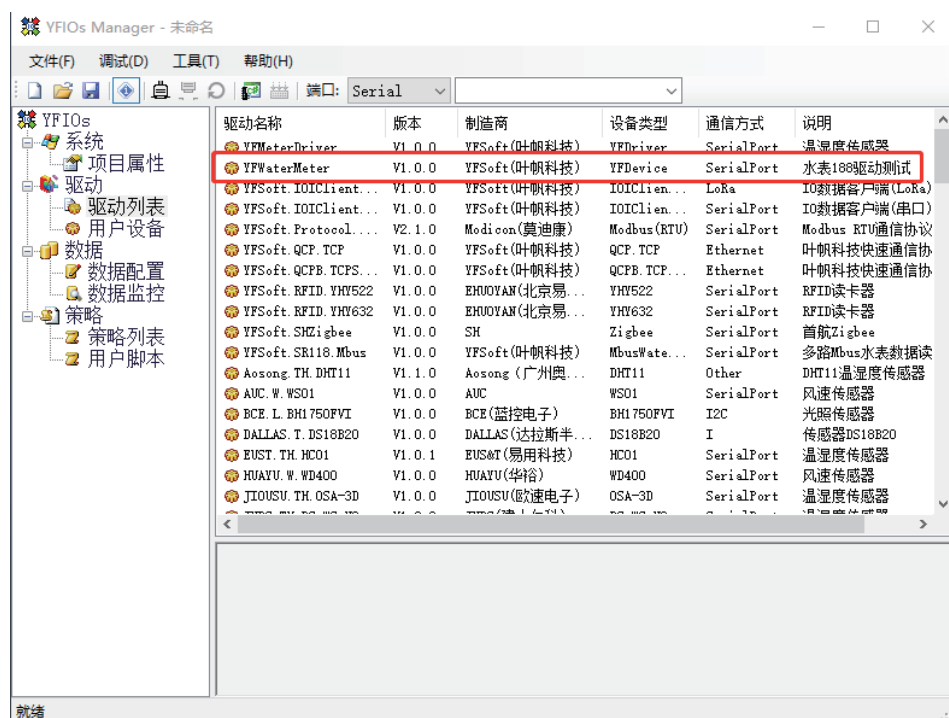 YFIOs Manager - 未命名
文件(F) 调试(D) 工具(T) 帮助(H)
端口: Serial
YFIOs
系统
项目属性
驱动
驱动列表
用户设备
数据
数据配置
数据监控
策略
策略列表
用户脚本
驱动名称 版本 制造商 设备类型 通信方式 说明
YFMeterDriver V1.0.0 YFSoft(叶帆科技) YFDriver SerialPort 温湿度传感器
YFWaterMeter V1.0.0 YFSoft(叶帆科技) YFDevice SerialPort 水表188驱动测试
YFSoft.IOIClient... V1.0.0 YFSoft(叶帆科技) IOIClien... LoRa IO数据客户端(LoRa)
YFSoft.IOIClient... V1.0.0 YFSoft(叶帆科技) IOIClien... SerialPort IO数据客户端(串口)
YFSoft.Protocol.... V2.1.0 Modicon(莫迪康) Modbus(RTU) SerialPort Modbus RTU通信协议
YFSoft.QCP.TCP V1.0.0 YFSoft(叶帆科技) QCP.TCP Ethernet 叶帆科技快速通信协
YFSoft.QCPB.TCPS... V1.0.0 YFSoft(叶帆科技) QCPB.TCP... Ethernet 叶帆科技快速通信协
YFSoft.RFID.YHY522 V1.0.0 EHUOYAN(北京易... YHY522 SerialPort RFID读卡器
YFSoft.RFID.YHY632 V1.0.0 EHUOYAN(北京易... YHY632 SerialPort RFID读卡器
YFSoft.SHZigbee V1.0.0 SH Zigbee SerialPort 首航Zigbee
YFSoft.SR118.Mbus V1.0.0 YFSoft(叶帆科技) MbusWate... SerialPort 多路Mbus水表数据读
Aosong.TH.DHT11 V1.1.0 Aosong (广州奥... DHT11 Other DHT11温湿度传感器
AUC.W.WS01 V1.0.0 AUC WS01 SerialPort 风速传感器
BCE.L.BH1750FVI V1.0.0 BCE(蓝控电子) BH1750FVI I2C 光照传感器
DALLAS.T.DS18B20 V1.0.0 DALLAS(达拉斯半... DS18B20 I 传感器DS18B20
EUST.TH.HC01 V1.0.1 EUS&T(易用科技) HC01 SerialPort 温湿度传感器
HUAYU.W.WD400 V1.0.0 HUAYU(华裕) WD400 SerialPort 风速传感器
JIOUSU.TH.OSA-3D V1.0.0 JIOUSU(欧速电子) OSA-3D SerialPort 温湿度传感器
就绪